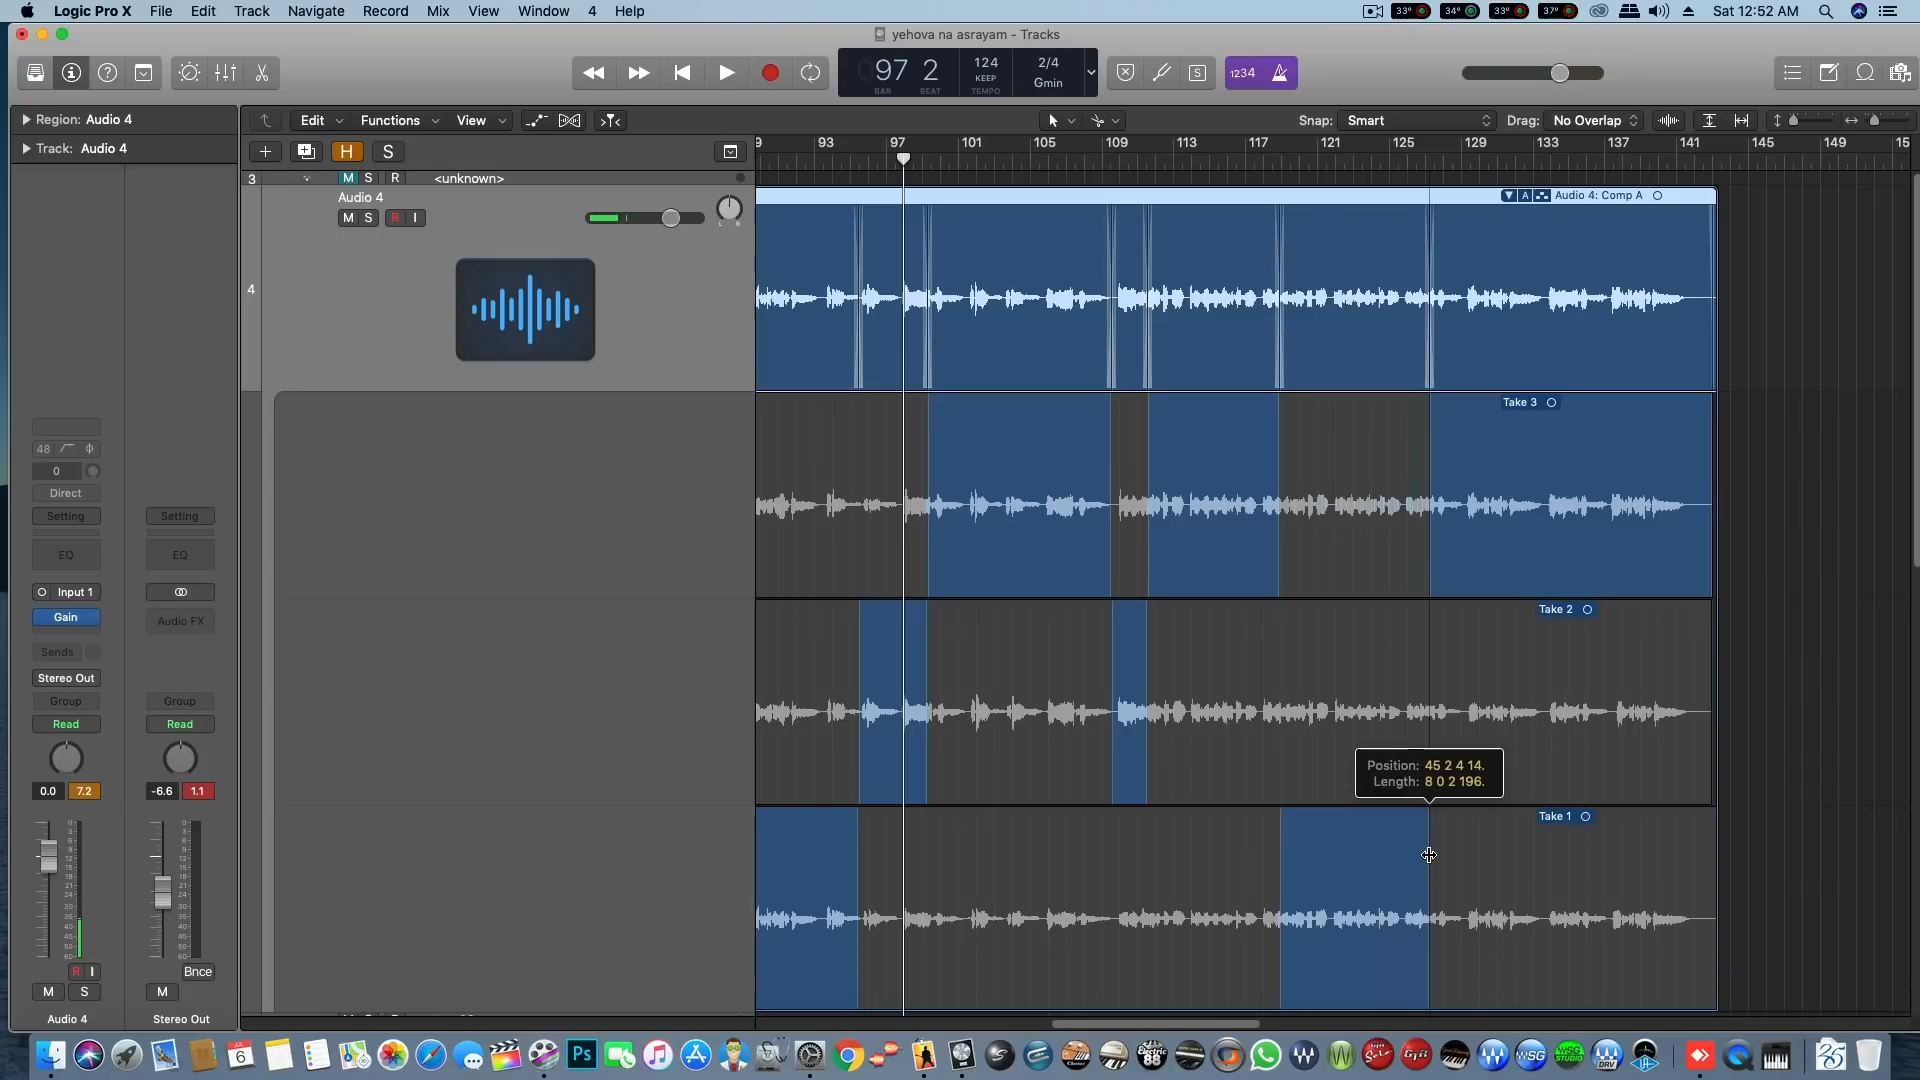 Logic Pro X File Edit Track Navigate Record Mix View Window 4 Help
33° 34° 33° 37° Sat 12:52 AM
yehova na asrayam - Tracks
97 2 124 KEEP TEMPO 2/4 Gmin
BAR BEAT
1234
Region: Audio 4
Track: Audio 4
Edit Functions View Snap: Smart Drag: No Overlap
H S
93 97 101 105 109 113 117 121 125 129 133 137 141 145 149 15
3 M S R <unknown>
Audio 4
M S R I
4
A Audio 4: Comp A
Take 3
Take 2
Position: 45 2 4 14.
Length: 8 0 2 196.
Take 1
48
0
Direct
Setting Setting
EQ EQ
Input 1
Gain Audio FX
Sends
Stereo Out
Group Group
Read Read
0.0 7.2 -6.6 1.1
R I Bnce
M S M
Audio 4 Stereo Out
JUL 6
Ps
Electric 88